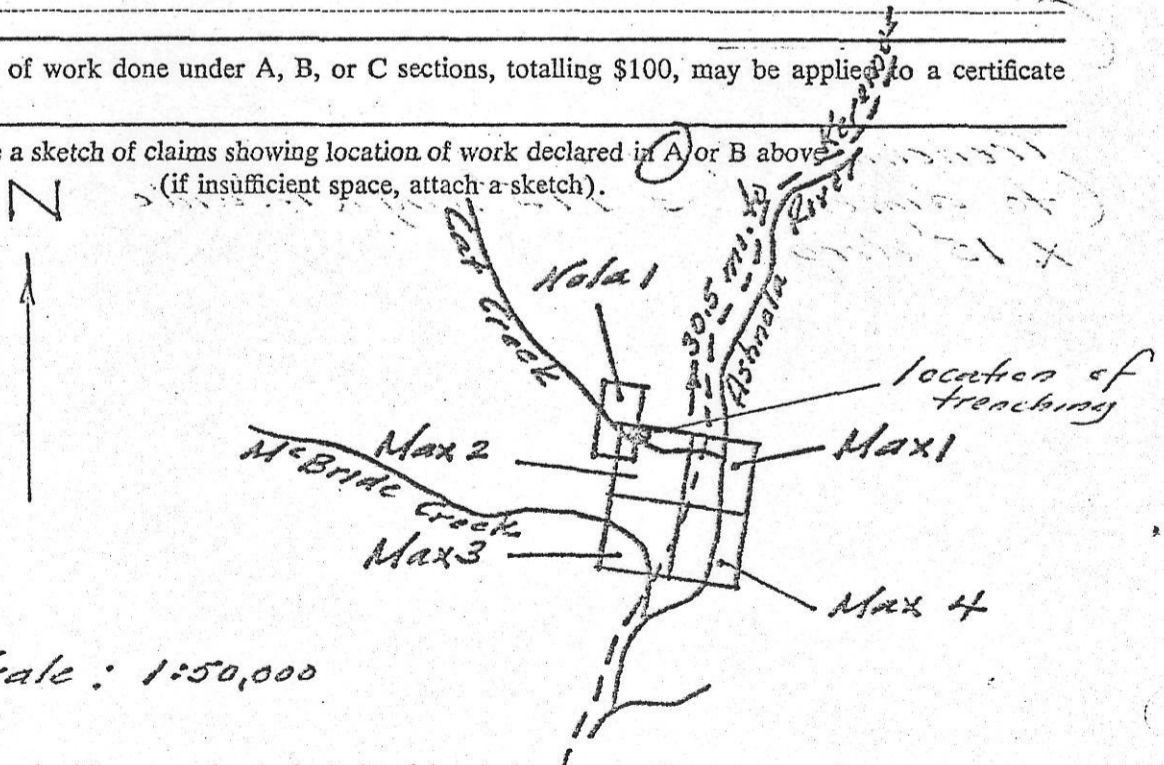 of work done under A, B, or C sections, totalling $100, may be applied to a certificate
a sketch of claims showing location of work declared in A or B above
(if insufficient space, attach a sketch).
N
Cat Creek
Nola 1
30.5 mi.
Ashnola River
location of
trenching
Max 2
Max 1
McBride Creek
Max 3
Max 4
Scale : 1:50,000